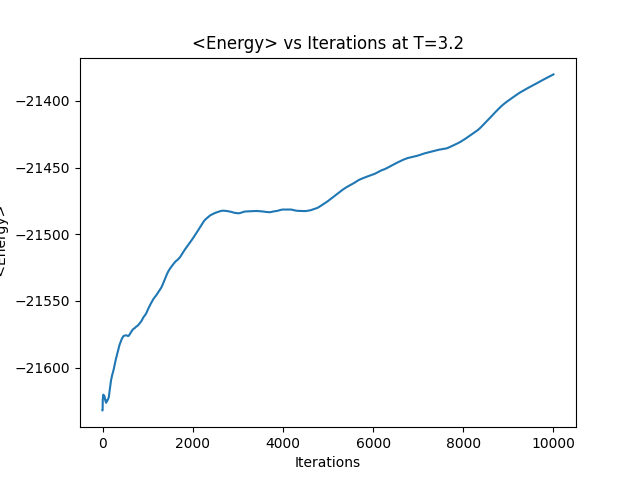 <Energy> vs Iterations at T=3.2
−21400
−21450
−21500
−21550
−21600
<Energy>
0 2000 4000 6000 8000 10000
Iterations